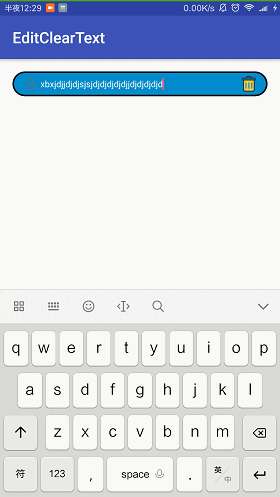 半夜12:29 0.00K/s
EditClearText
xbxjdjjdjdjsjsjdjdjdjdjdjjdjdjdjdjd
q w e r t y u i o p
a s d f g h j k l
z x c v b n m
符 123 , space . 英/中